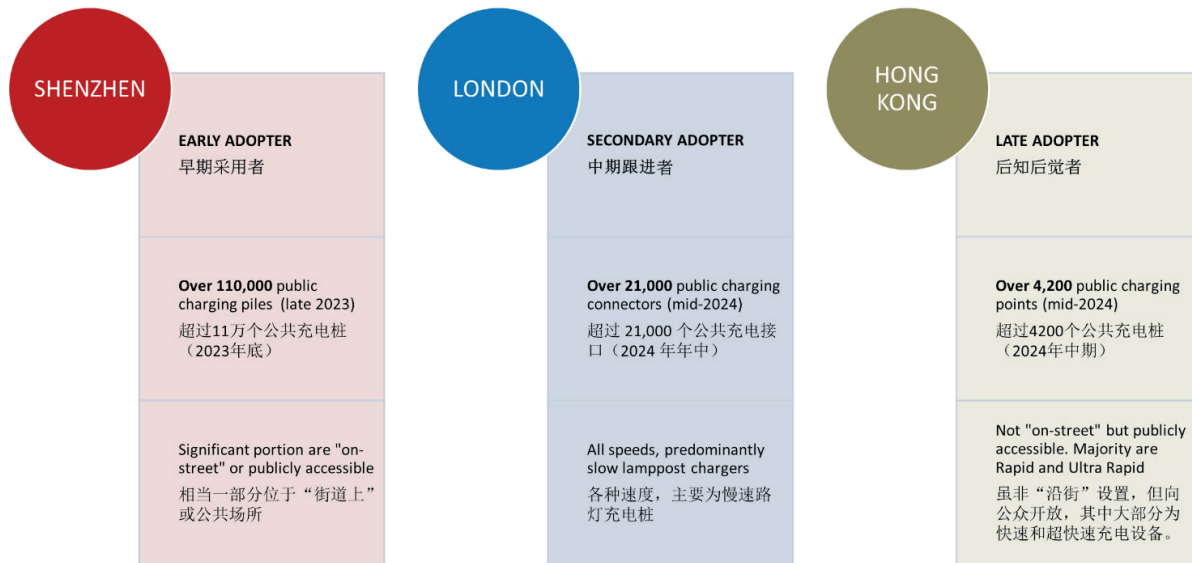 SHENZHEN
EARLY ADOPTER
早期采用者
Over 110,000 public
charging piles (late 2023)
超过11万个公共充电桩
（2023年底）
Significant portion are "on-
street" or publicly accessible
相当一部分位于“街道上”
或公共场所
LONDON
SECONDARY ADOPTER
中期跟进者
Over 21,000 public charging
connectors (mid-2024)
超过 21,000 个公共充电接
口（2024 年年中）
All speeds, predominantly
slow lamppost chargers
各种速度，主要为慢速路
灯充电桩
HONG
KONG
LATE ADOPTER
后知后觉者
Over 4,200 public charging
points (mid-2024)
超过4200个公共充电桩
（2024年中期）
Not "on-street" but publicly
accessible. Majority are
Rapid and Ultra Rapid
虽非“沿街”设置，但向
公众开放，其中大部分为
快速和超快速充电设备。